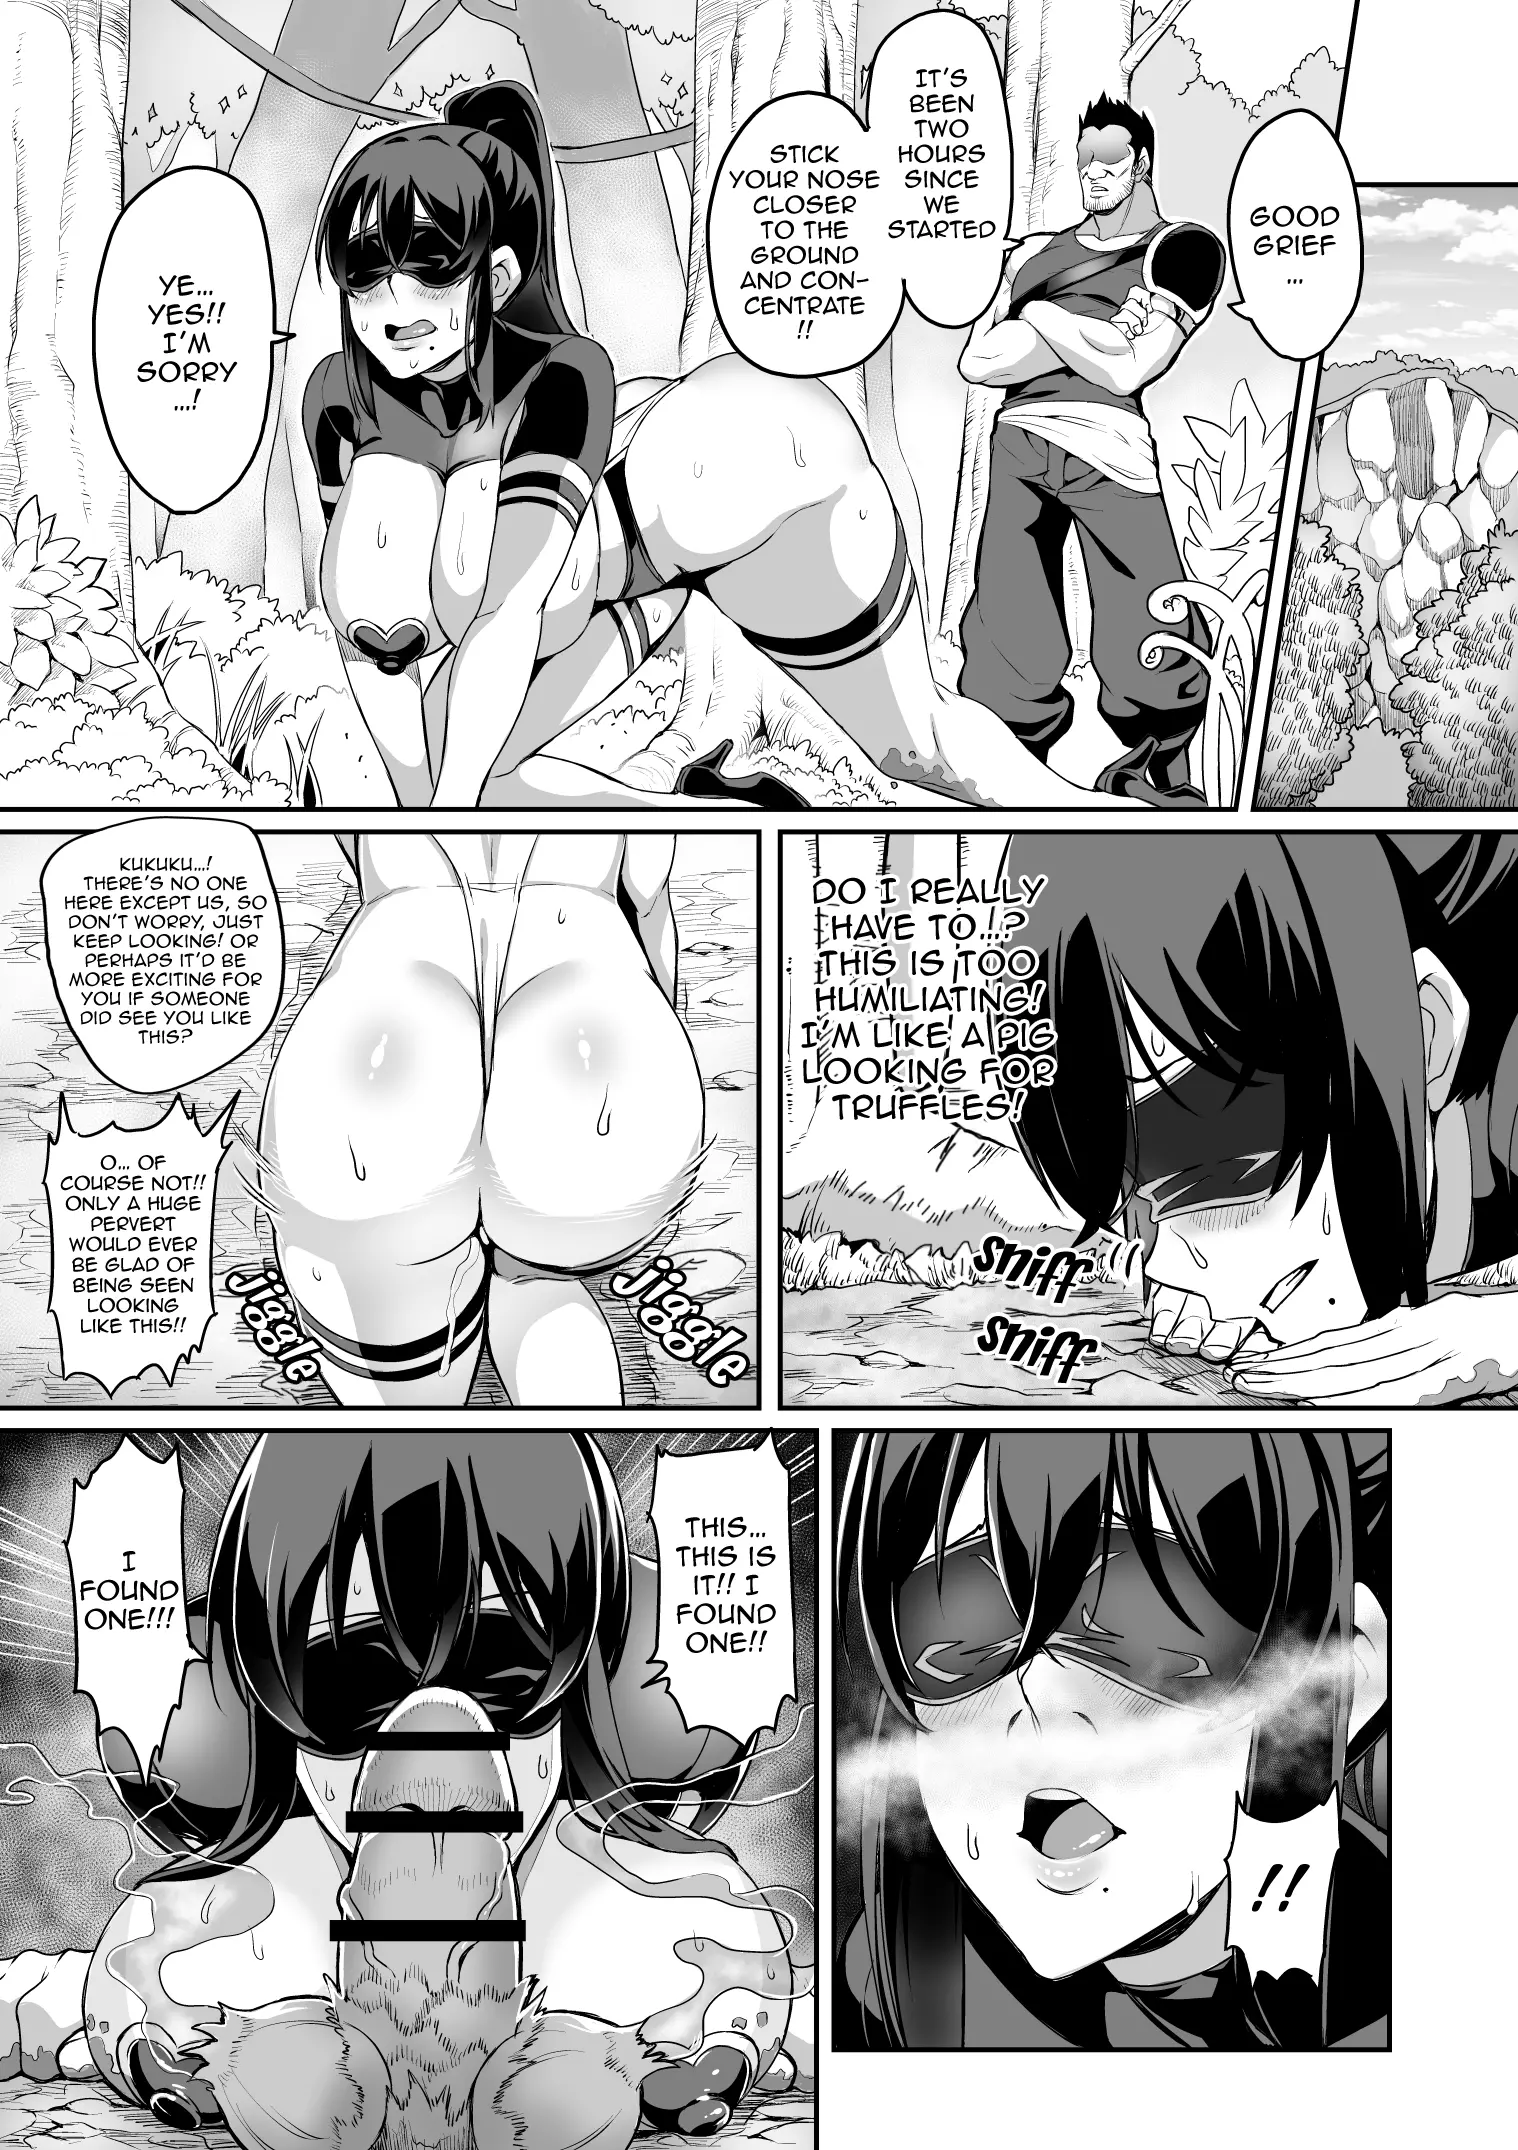 GOOD
GRIEF
...
IT'S
BEEN
TWO
HOURS
SINCE
WE
STARTED
STICK
YOUR NOSE
CLOSER
TO THE
GROUND
AND CON-
CENTRATE
!!
YE...
YES!!
I'M
SORRY
...!
DO I REALLY
HAVE TO...?
THIS IS TOO
HUMILIATING!
I'M LIKE A PIG
LOOKING FOR
TRUFFLES!
sniff
sniff
KUKUKU...!
THERE'S NO ONE
HERE EXCEPT US, SO
DON'T WORRY, JUST
KEEP LOOKING! OR
PERHAPS IT'D BE
MORE EXCITING FOR
YOU IF SOMEONE
DID SEE YOU LIKE
THIS?
O... OF
COURSE NOT!!
ONLY A HUGE
PERVERT
WOULD EVER
BE GLAD OF
BEING SEEN
LOOKING
LIKE THIS!!
jiggle
jiggle
!!
THIS...
THIS IS
IT!! I
FOUND
ONE!!
I
FOUND
ONE!!!